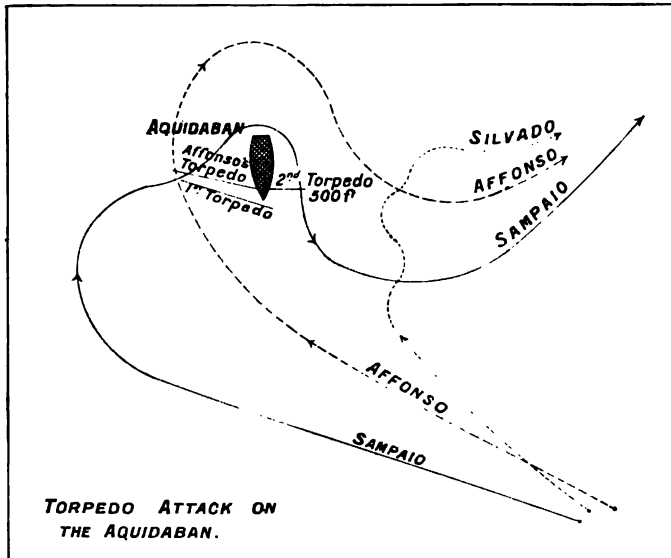 AQUIDABAN
Affonso's
Torpedo
1st Torpedo
2nd Torpedo
500 ft
SILVADO
AFFONSO
SAMPAIO
AFFONSO
SAMPAIO
TORPEDO ATTACK ON
THE AQUIDABAN.